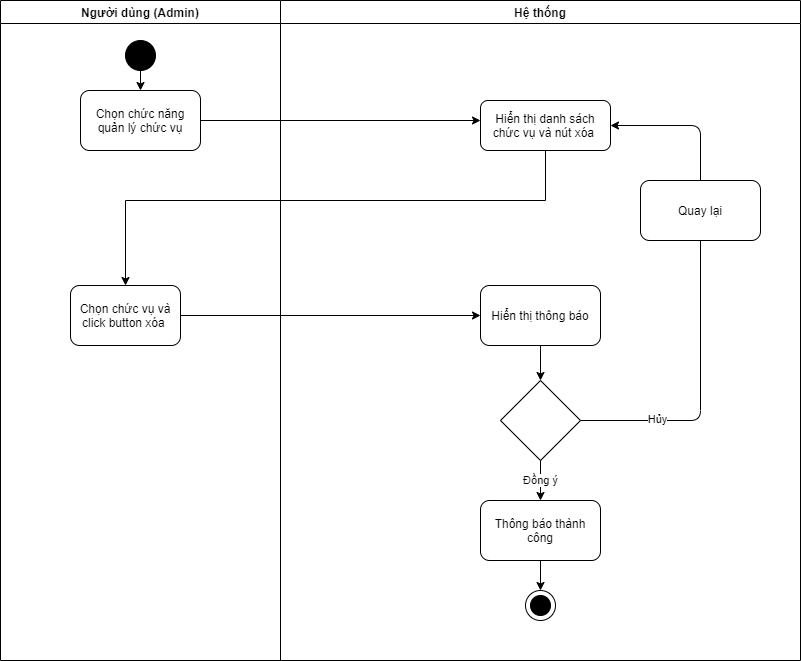 Người dùng (Admin)
Hệ thống
Chọn chức năng
quản lý chức vụ
Hiển thị danh sách
chức vụ và nút xóa
Quay lại
Chọn chức vụ và
click button xóa
Hiển thị thông báo
Hủy
Đồng ý
Thông báo thành
công